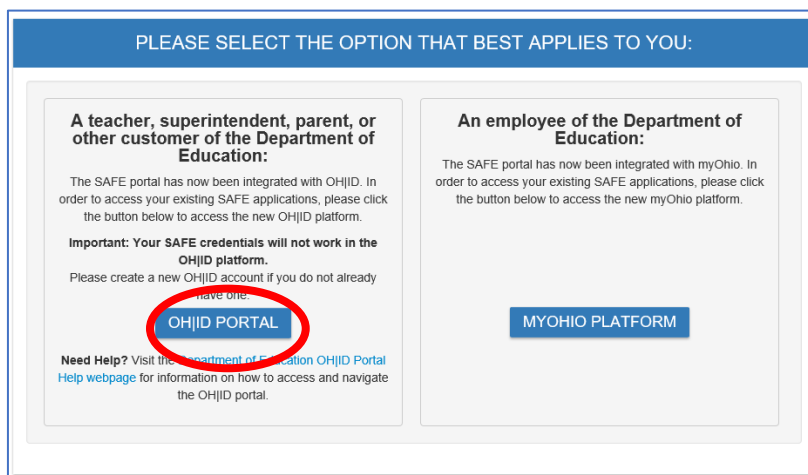 PLEASE SELECT THE OPTION THAT BEST APPLIES TO YOU:
A teacher, superintendent, parent, or
other customer of the Department of
Education:
The SAFE portal has now been integrated with OH|ID. In
order to access your existing SAFE applications, please click
the button below to access the new OH|ID platform.
Important: Your SAFE credentials will not work in the
OH|ID platform.
Please create a new OH|ID account if you do not already
have one.
OH|ID PORTAL
Need Help? Visit the Department of Education OH|ID Portal
Help webpage for information on how to access and navigate
the OH|ID portal.
An employee of the Department of
Education:
The SAFE portal has now been integrated with myOhio. In
order to access your existing SAFE applications, please click
the button below to access the new myOhio platform.
MYOHIO PLATFORM